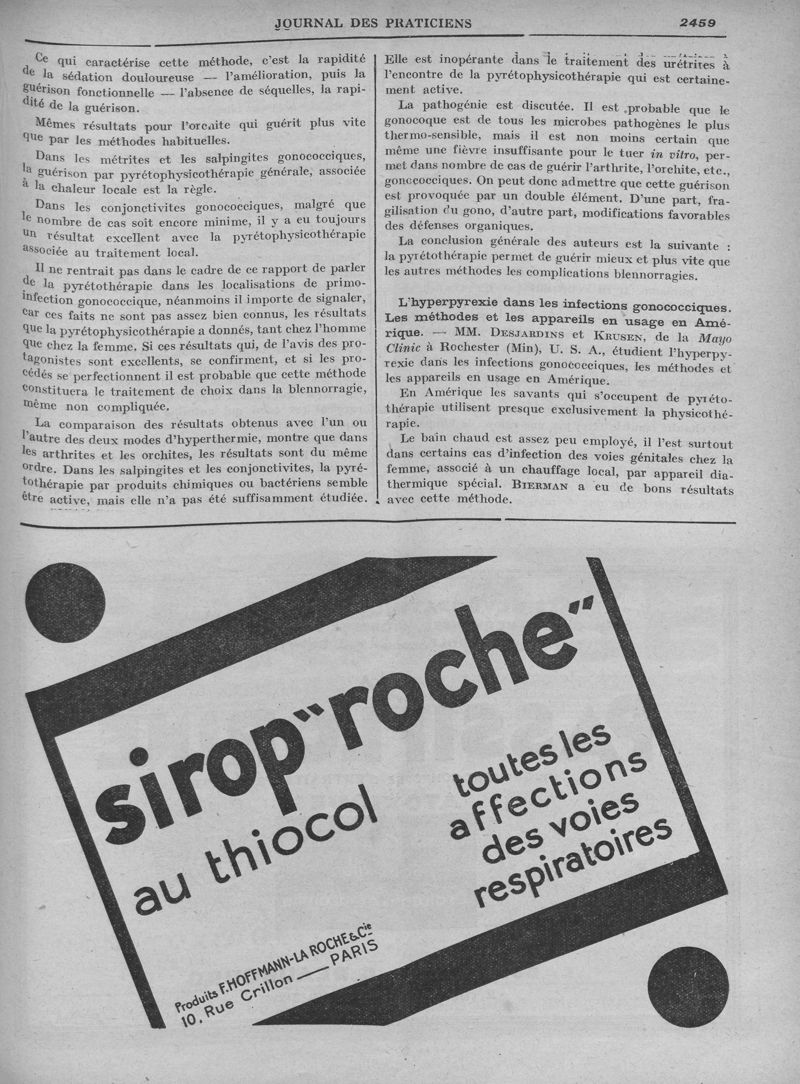 JOURNAL DES PRATICIENS
2459
Ce qui caractérise cette méthode, c'est la rapidité
de la sédation douloureuse — l'amélioration, puis la
guérison fonctionnelle — l'absence de séquelles, la rapi-
dité de la guérison.
Mêmes résultats pour l'orchite qui guérit plus vite
que par les méthodes habituelles.
Dans les métrites et les salpingites gonococciques,
la guérison par pyrétophysicothérapie générale, associée
à la chaleur locale est la règle.
Dans les conjonctivites gonococciques, malgré que
le nombre de cas soit encore minime, il y a eu toujours
un résultat excellent avec la pyrétophysicothérapie
associée au traitement local.
Il ne rentrait pas dans le cadre de ce rapport de parler
de la pyrétothérapie dans les localisations de primo-
infection gonococcique, néanmoins il importe de signaler,
car ces faits ne sont pas assez bien connus, les résultats
que la pyrétophysicothérapie a donnés, tant chez l'homme
que chez la femme. Si ces résultats qui, de l'avis des pro-
tagonistes sont excellents, se confirment, et si les pro-
cédés se perfectionnent il est probable que cette méthode
constituera le traitement de choix dans la blennorragie,
même non compliquée.
La comparaison des résultats obtenus avec l'un ou
l'autre des deux modes d'hyperthermie, montre que dans
les arthrites et les orchites, les résultats sont du même
ordre. Dans les salpingites et les conjonctivites, la pyré-
tothérapie par produits chimiques ou bactériens semble
être active, mais elle n'a pas été suffisamment étudiée.
Elle est inopérante dans le traitement des urétrites à
l'encontre de la pyrétophysicothérapie qui est certaine-
ment active.
La pathogénie est discutée. Il est probable que le
gonocoque est de tous les microbes pathogènes le plus
thermo-sensible, mais il est non moins certain que
même une fièvre insuffisante pour le tuer in vitro, per-
met dans nombre de cas de guérir l'arthrite, l'orchite, etc.,
gonococciques. On peut donc admettre que cette guérison
est provoquée par un double élément. D'une part, fra-
gilisation du gono, d'autre part, modifications favorables
des défenses organiques.
La conclusion générale des auteurs est la suivante :
la pyrétothérapie permet de guérir mieux et plus vite que
les autres méthodes les complications blennorragies.
L'hyperpyrexie dans les infections gonococciques.
Les méthodes et les appareils en usage en Amé-
rique. — MM. DESJARDINS et KRUSEN, de la Mayo
Clinic à Rochester (Min), U. S. A., étudient l'hyperpy-
rexie dans les infections gonococciques, les méthodes et
les appareils en usage en Amérique.
En Amérique les savants qui s'occupent de pyréto-
thérapie utilisent presque exclusivement la physicothé-
rapie.
Le bain chaud est assez peu employé, il l'est surtout
dans certains cas d'infection des voies génitales chez la
femme, associé à un chauffage local, par appareil dia-
thermique spécial. BIERMAN a eu de bons résultats
avec cette méthode.
sirop "roche"
au thiocol
toutes les
affections
des voies
respiratoires
Produits F. HOFFMANN-LA ROCHE & Cie
10, Rue Crillon — PARIS